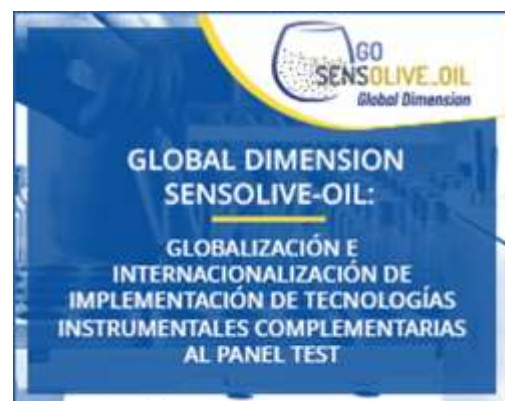 GO
SENSOLIVE_OIL
Global Dimension
GLOBAL DIMENSION
SENSOLIVE-OIL:
GLOBALIZACIÓN E
INTERNACIONALIZACIÓN DE
IMPLEMENTACIÓN DE TECNOLOGÍAS
INSTRUMENTALES COMPLEMENTARIAS
AL PANEL TEST